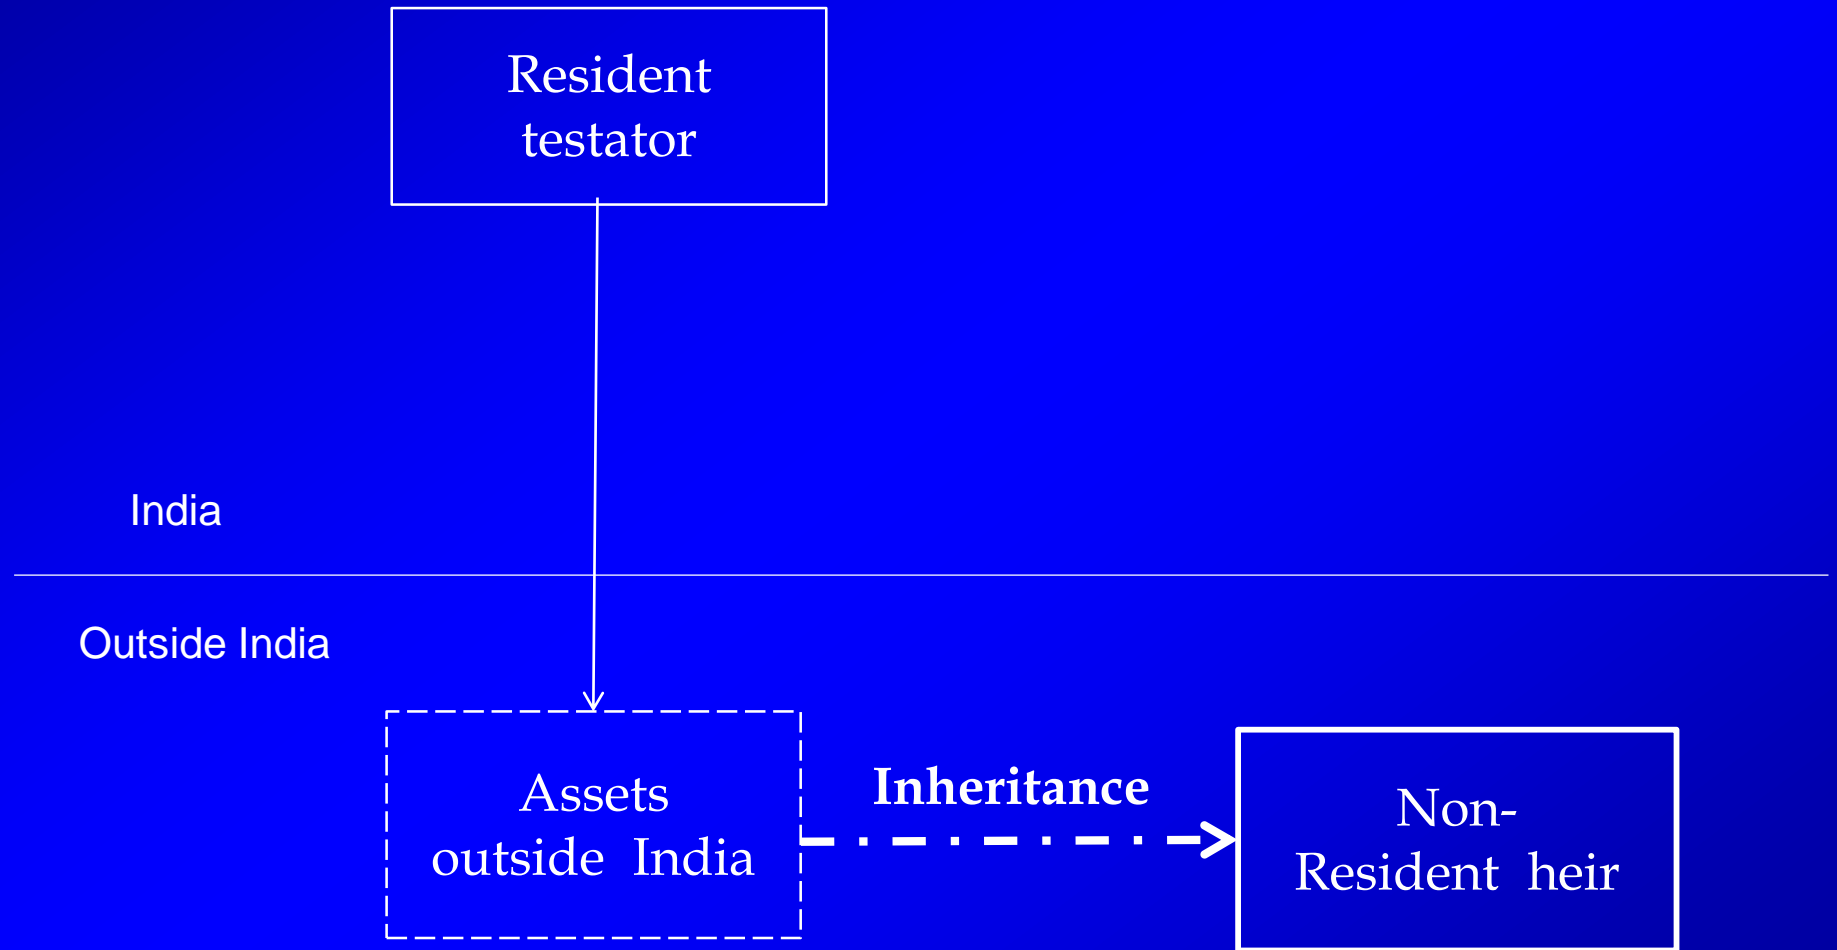 Resident
testator
India
Outside India
Assets
outside India
Inheritance
Non-
Resident heir